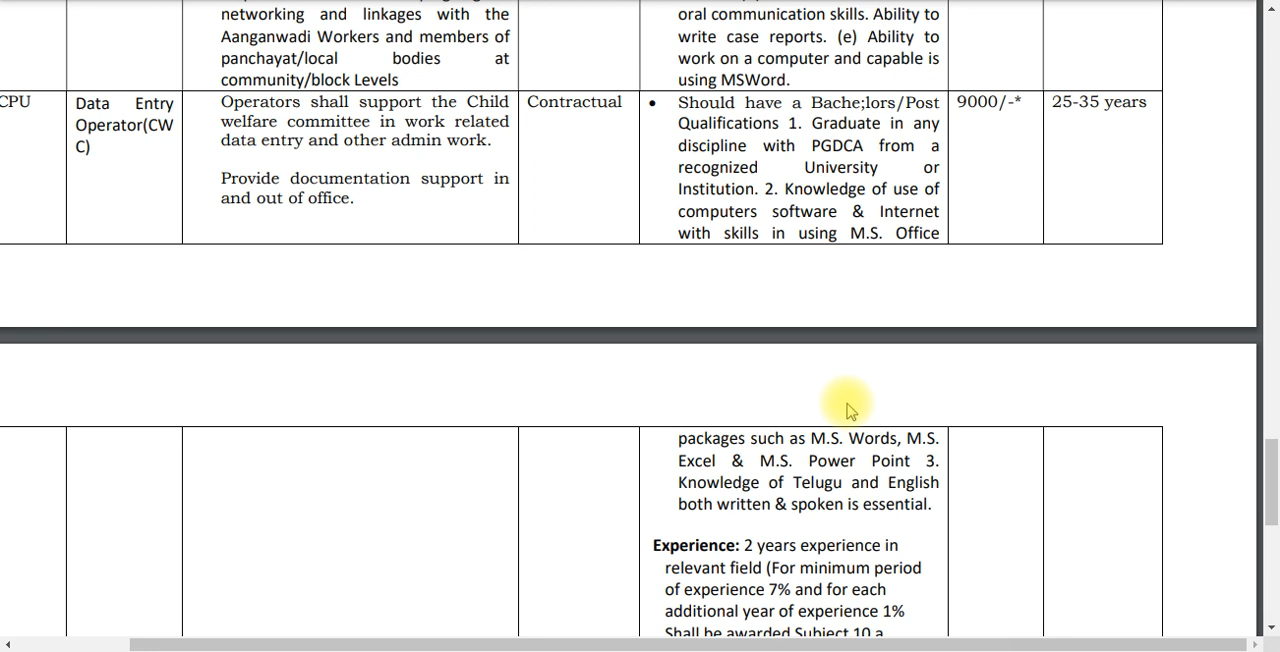 networking and linkages with the
Aanganwadi Workers and members of
panchayat/local bodies at
community/block Levels
oral communication skills. Ability to
write case reports. (e) Ability to
work on a computer and capable is
using MSWord.
CPU
Data Entry
Operator(CW
C)
Operators shall support the Child
welfare committee in work related
data entry and other admin work.
Provide documentation support in
and out of office.
Contractual
• Should have a Bache;lors/Post
Qualifications 1. Graduate in any
discipline with PGDCA from a
recognized University or
Institution. 2. Knowledge of use of
computers software & Internet
with skills in using M.S. Office
9000/-*
25-35 years
packages such as M.S. Words, M.S.
Excel & M.S. Power Point 3.
Knowledge of Telugu and English
both written & spoken is essential.
Experience: 2 years experience in
relevant field (For minimum period
of experience 7% and for each
additional year of experience 1%
Shall be awarded Subject 10 a